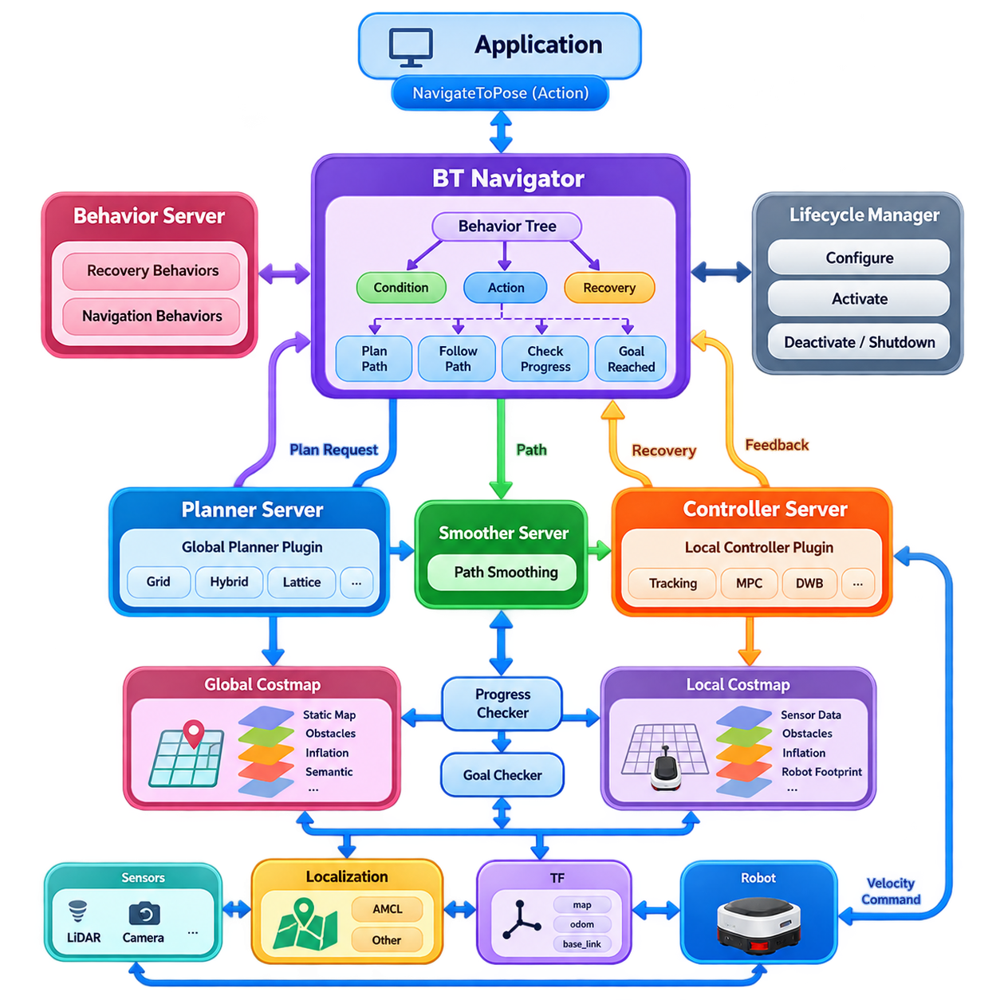 Application
NavigateToPose (Action)
BT Navigator
Behavior Tree
Condition
Action
Recovery
Plan
Path
Follow
Path
Check
Progress
Goal
Reached
Behavior Server
Recovery Behaviors
Navigation Behaviors
Lifecycle Manager
Configure
Activate
Deactivate / Shutdown
Plan Request
Path
Recovery
Feedback
Planner Server
Global Planner Plugin
Grid
Hybrid
Lattice
...
Smoother Server
Path Smoothing
Controller Server
Local Controller Plugin
Tracking
MPC
DWB
...
Global Costmap
Static Map
Obstacles
Inflation
Semantic
...
Progress
Checker
Goal Checker
Local Costmap
Sensor Data
Obstacles
Inflation
Robot Footprint
...
Sensors
LiDAR
Camera
...
Localization
AMCL
Other
TF
map
odom
base_link
Robot
Velocity
Command